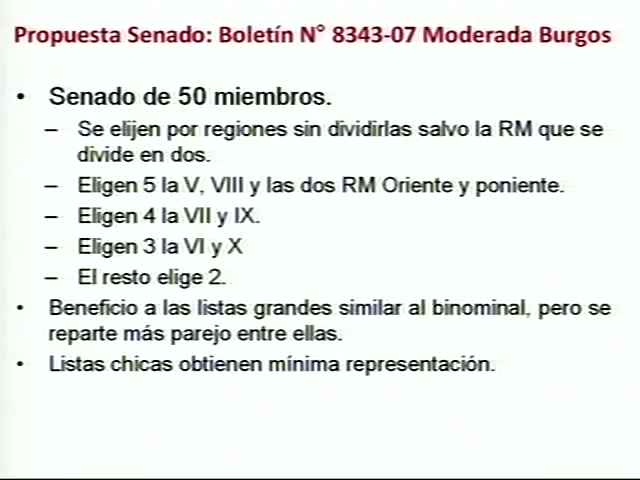 Propuesta Senado: Boletín N° 8343-07 Moderada Burgos
• Senado de 50 miembros.
– Se elijen por regiones sin dividirlas salvo la RM que se
divide en dos.
– Eligen 5 la V, VIII y las dos RM Oriente y poniente.
– Eligen 4 la VII y IX.
– Eligen 3 la VI y X
– El resto elige 2.
• Beneficio a las listas grandes similar al binominal, pero se
reparte más parejo entre ellas.
• Listas chicas obtienen mínima representación.